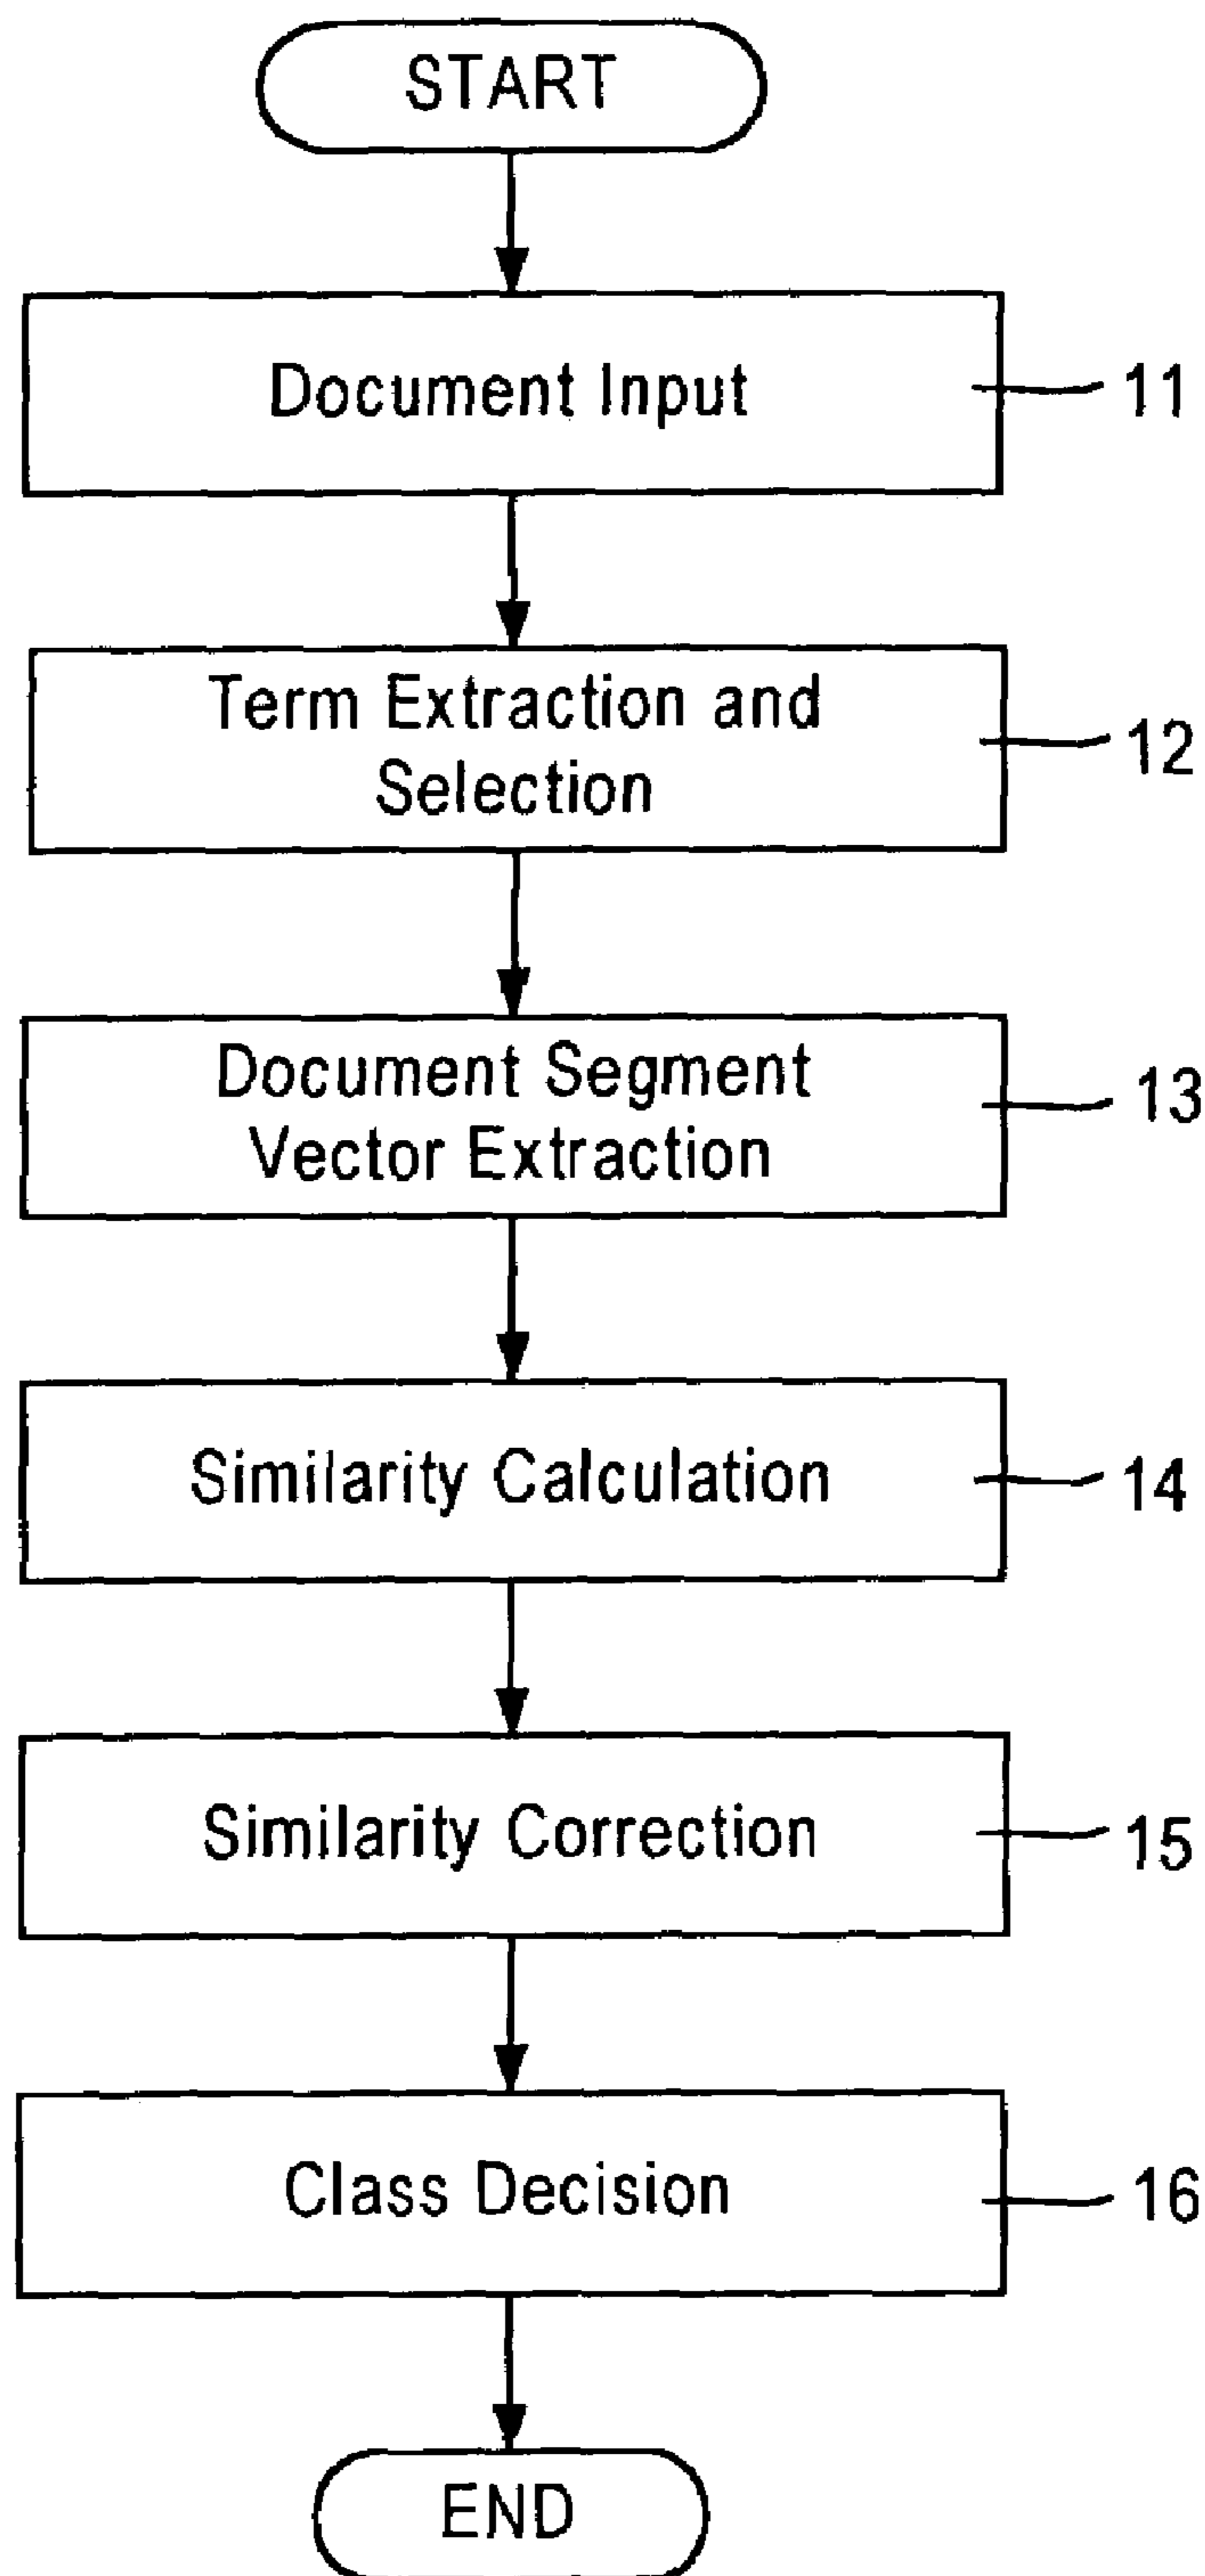 START
Document Input
11
Term Extraction and
Selection
12
Document Segment
Vector Extraction
13
Similarity Calculation
14
Similarity Correction
15
Class Decision
16
END